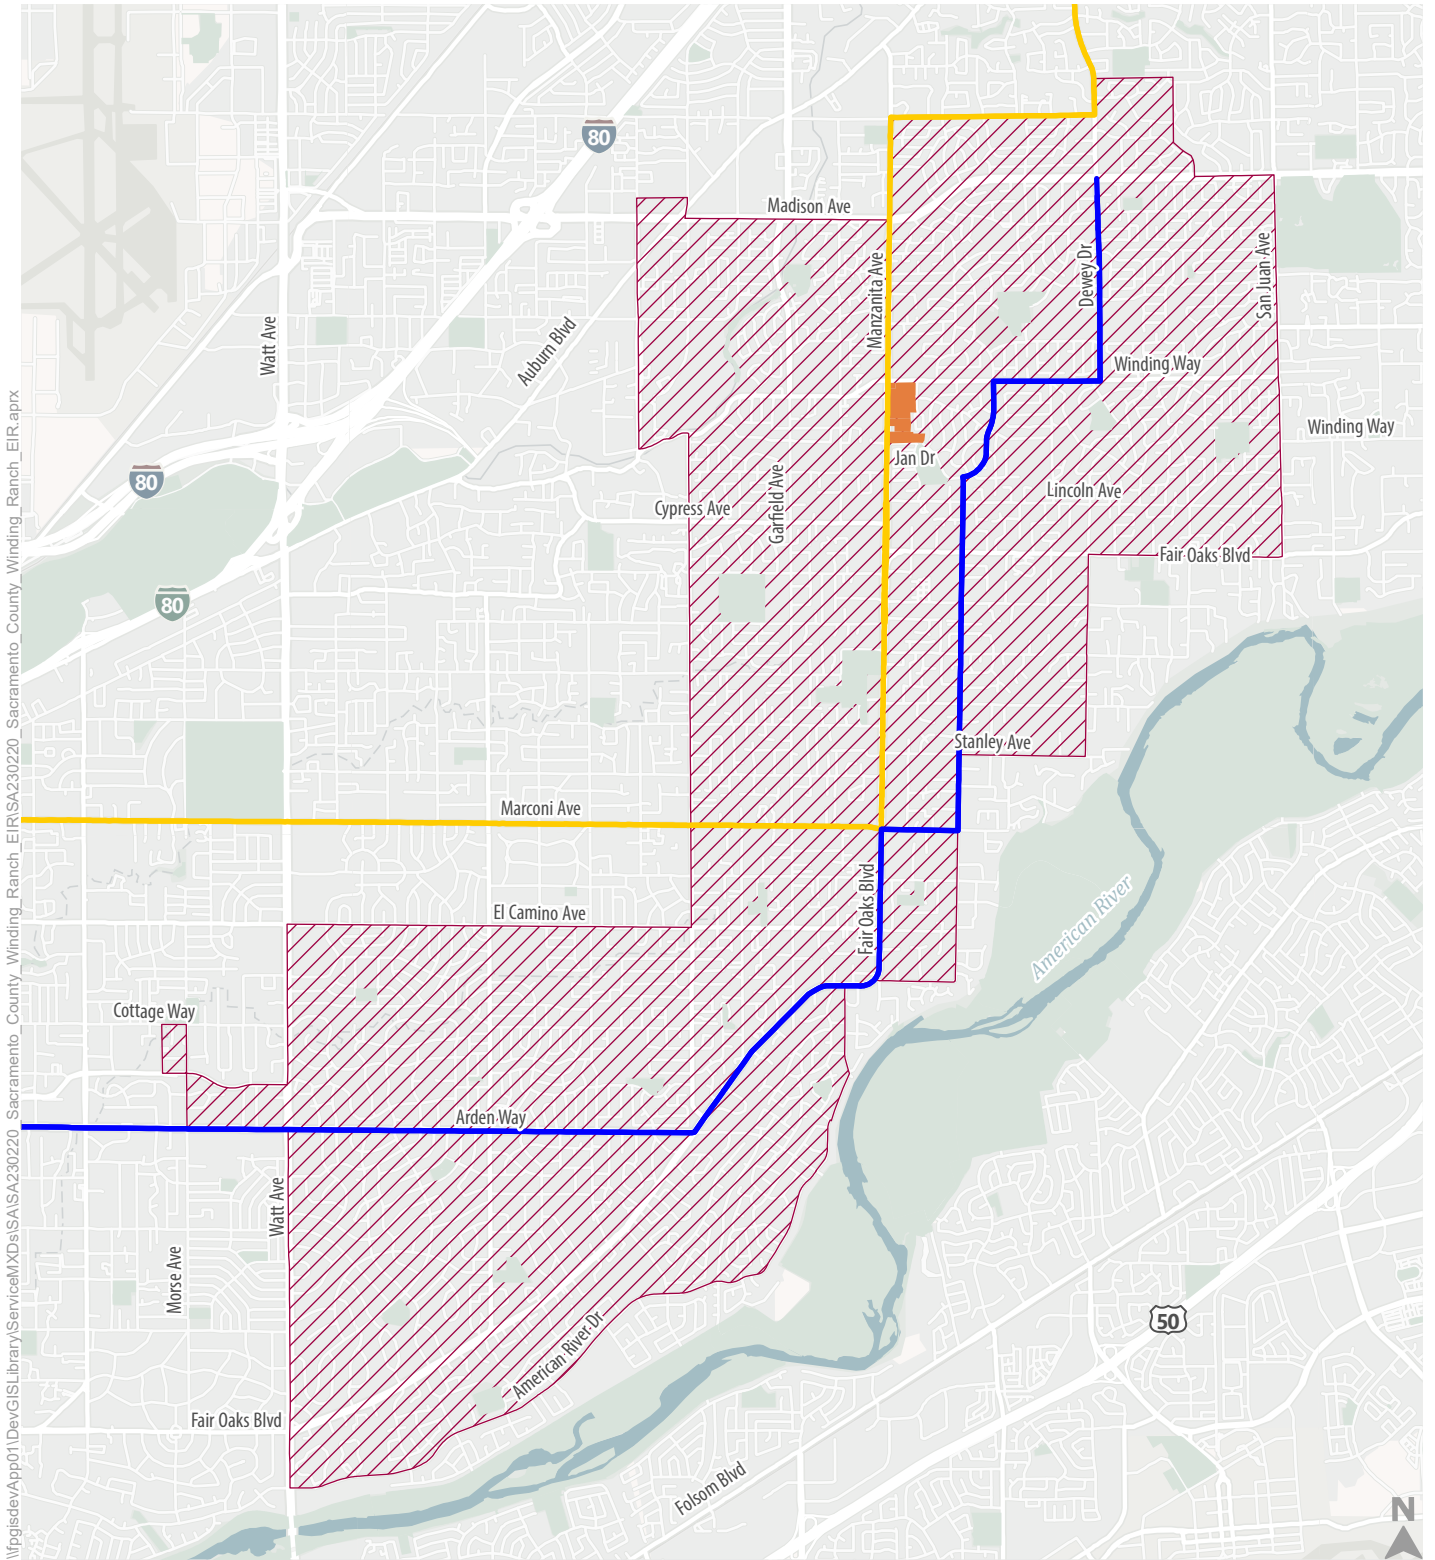 80
Madison Ave
Manzanita Ave
Dewey Dr
San Juan Ave
Watt Ave
Auburn Blvd
Winding Way
Winding Way
Jan Dr
80
Cypress Ave
Garfield Ave
Lincoln Ave
Fair Oaks Blvd
80
Stanley Ave
Marconi Ave
Fair Oaks Blvd
El Camino Ave
American River
Cottage Way
Arden Way
Watt Ave
Morse Ave
American River Dr
50
Fair Oaks Blvd
Folsom Blvd
N
\\fpgisdevApp01\DevGISLibrary\ServiceMXDs\SA\SA230220_Sacramento_County_Winding_Ranch_EIR\SA230220_Sacramento_County_Winding_Ranch_EIR.aprx